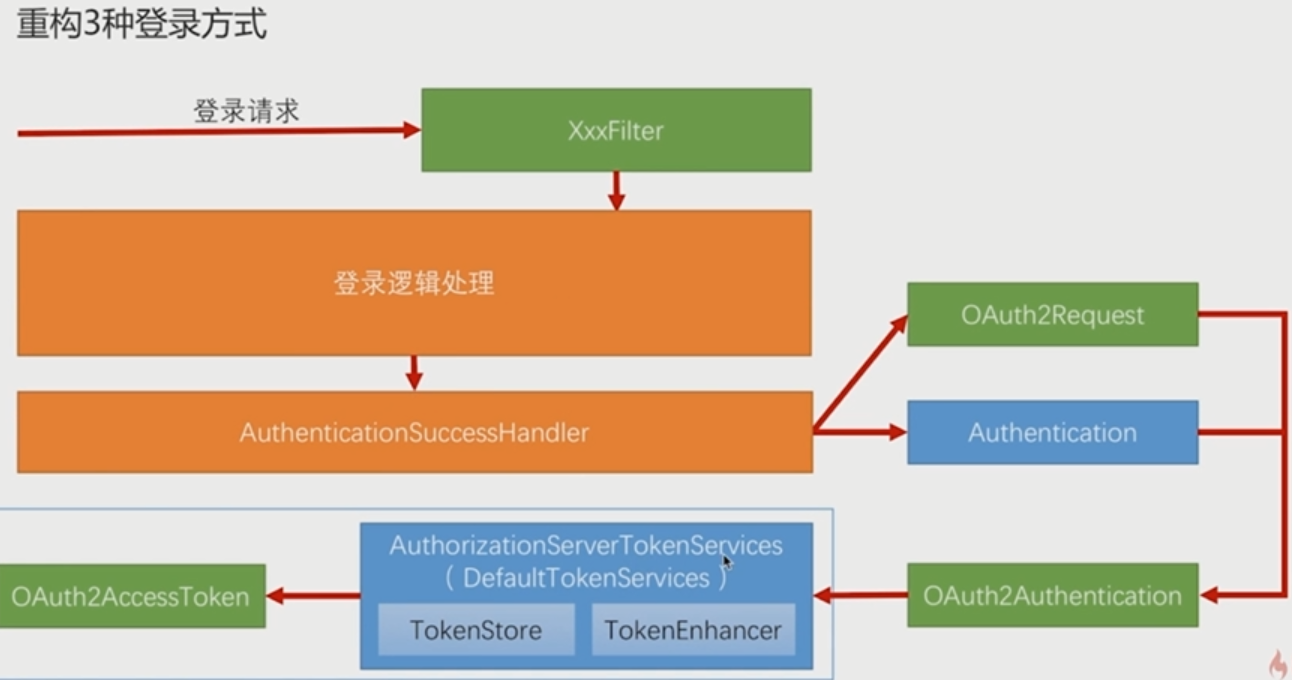 重构3种登录方式
登录请求
XxxFilter
登录逻辑处理
OAuth2Request
AuthenticationSuccessHandler
Authentication
AuthorizationServerTokenServices
（ DefaultTokenServices ）
OAuth2AccessToken
OAuth2Authentication
TokenStore
TokenEnhancer